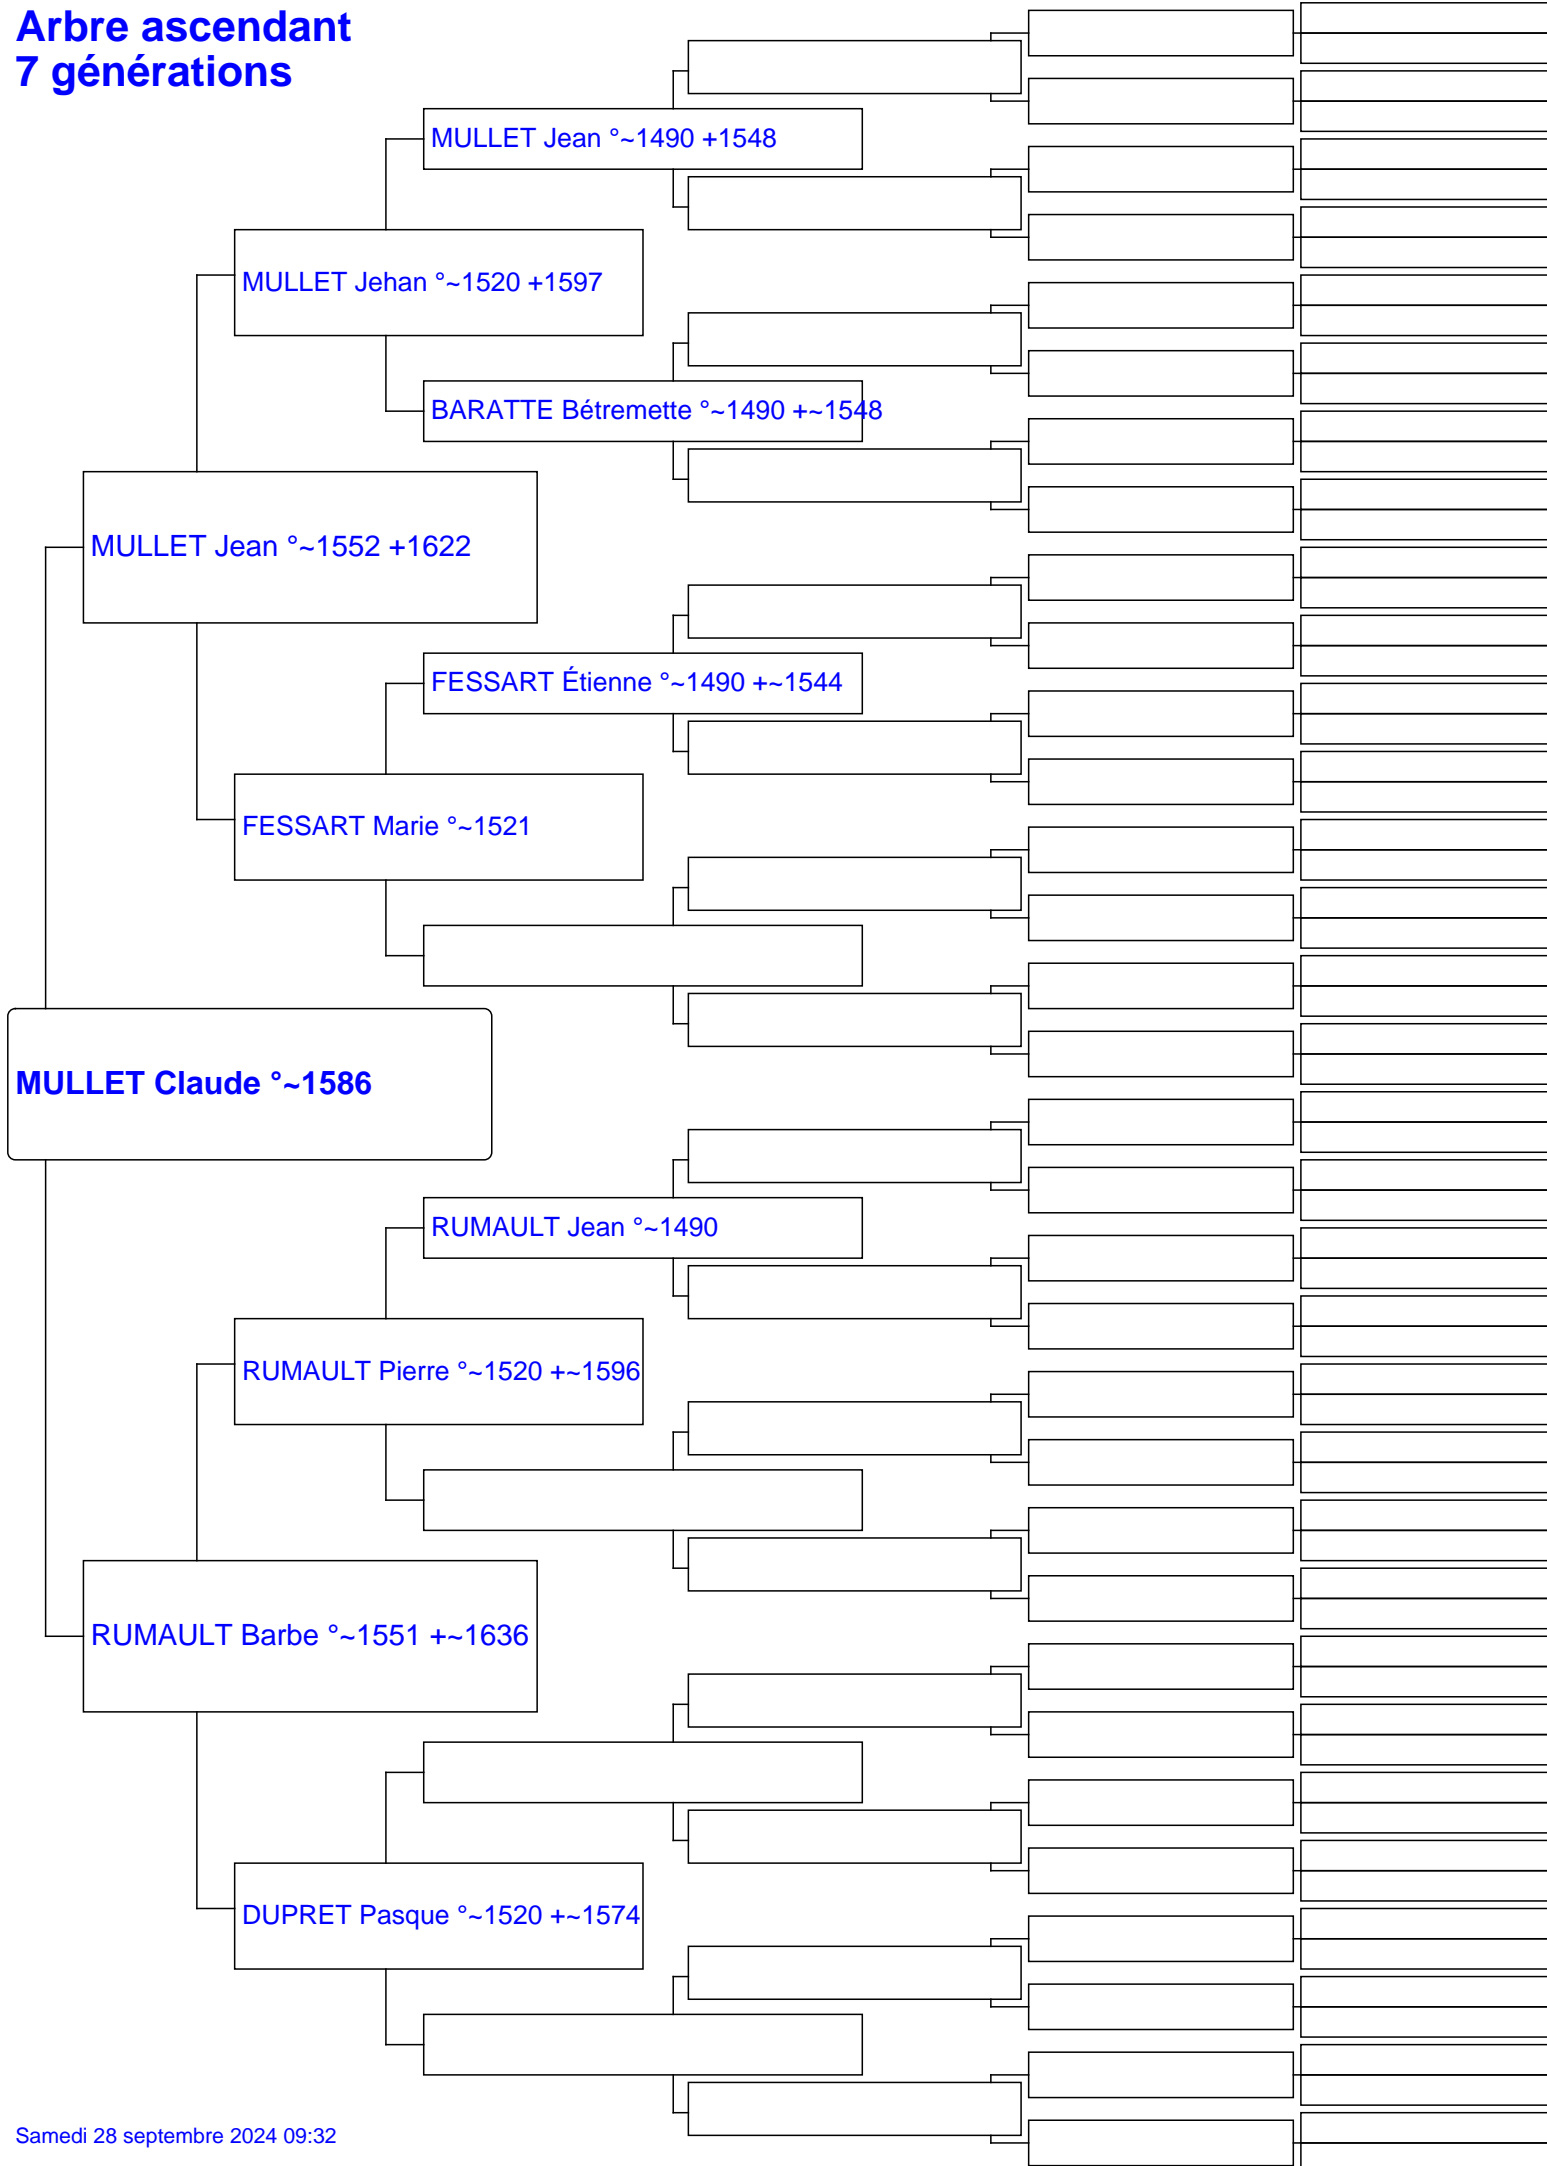 Arbre ascendant
7 générations
MULLET Jean °~1490 +1548
MULLET Jehan °~1520 +1597
BARATTE Bétremette °~1490 +~1548
MULLET Jean °~1552 +1622
FESSART Étienne °~1490 +~1544
FESSART Marie °~1521
MULLET Claude °~1586
RUMAULT Jean °~1490
RUMAULT Pierre °~1520 +~1596
RUMAULT Barbe °~1551 +~1636
DUPRET Pasque °~1520 +~1574
Samedi 28 septembre 2024 09:32